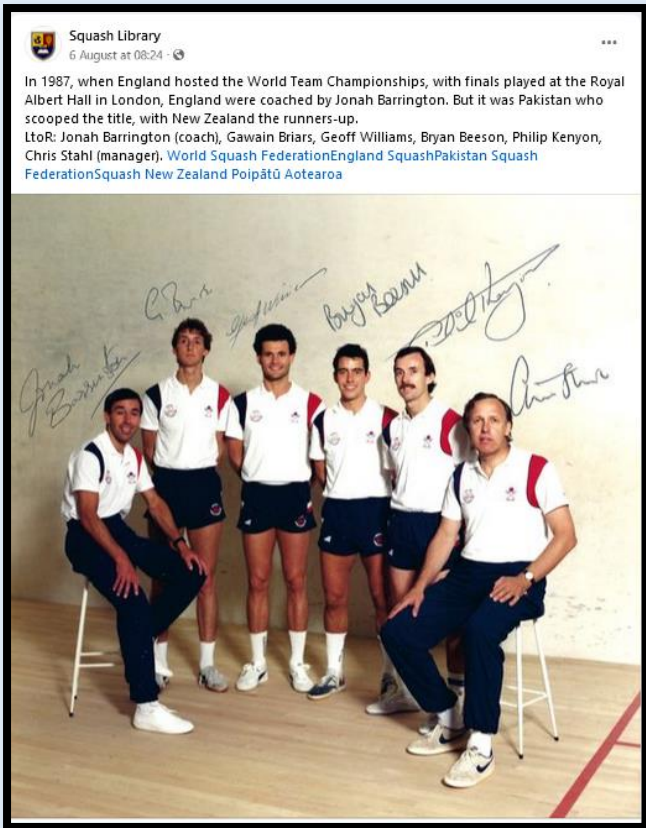 Squash Library
6 August at 08:24
In 1987, when England hosted the World Team Championships, with finals played at the Royal
Albert Hall in London, England were coached by Jonah Barrington. But it was Pakistan who
scooped the title, with New Zealand the runners-up.
LtoR: Jonah Barrington (coach), Gawain Briars, Geoff Williams, Bryan Beeson, Philip Kenyon,
Chris Stahl (manager). World Squash FederationEngland SquashPakistan Squash
FederationSquash New Zealand Poipātū Aotearoa
Bryan
Beeson
Jonah
Barrington